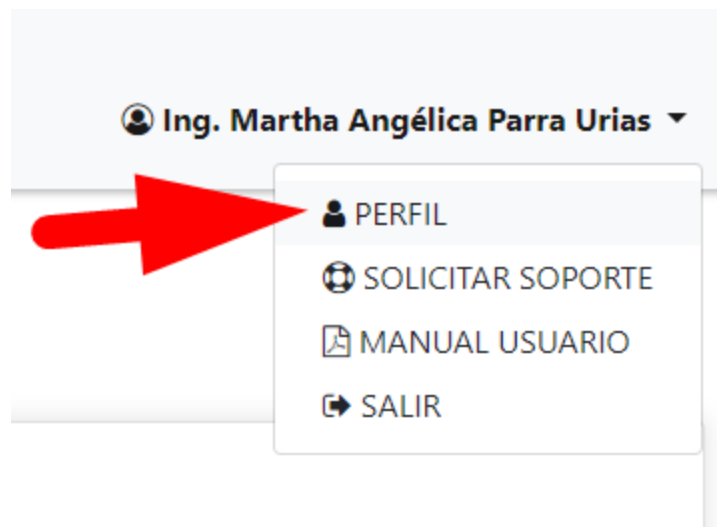 Ing. Martha Angélica Parra Urias
PERFIL
SOLICITAR SOPORTE
MANUAL USUARIO
SALIR